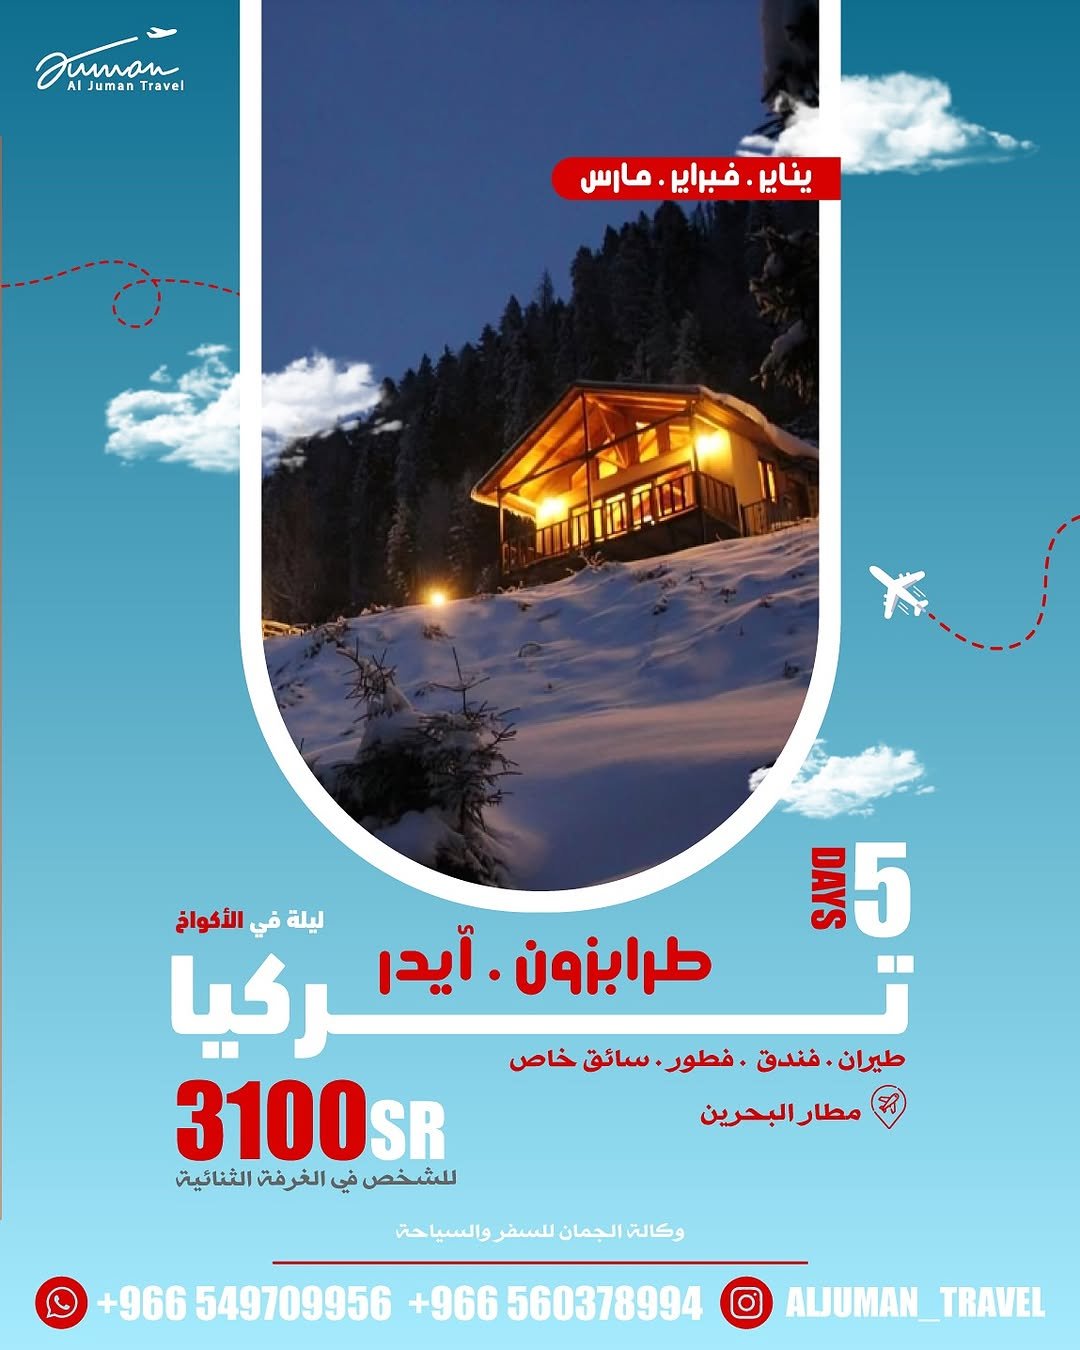 Juman
Al Juman Travel
يناير . فبراير . مارس
5 DAYS
ليلة في الأكواخ
طرابزون . أيدر
تركيا
طيران . فندق . فطور . سائق خاص
مطار البحرين
3100SR
للشخص في الغرفة الثنائية
وكالة الجمان للسفر والسياحة
+966 549709956 +966 560378994 ALJUMAN_TRAVEL